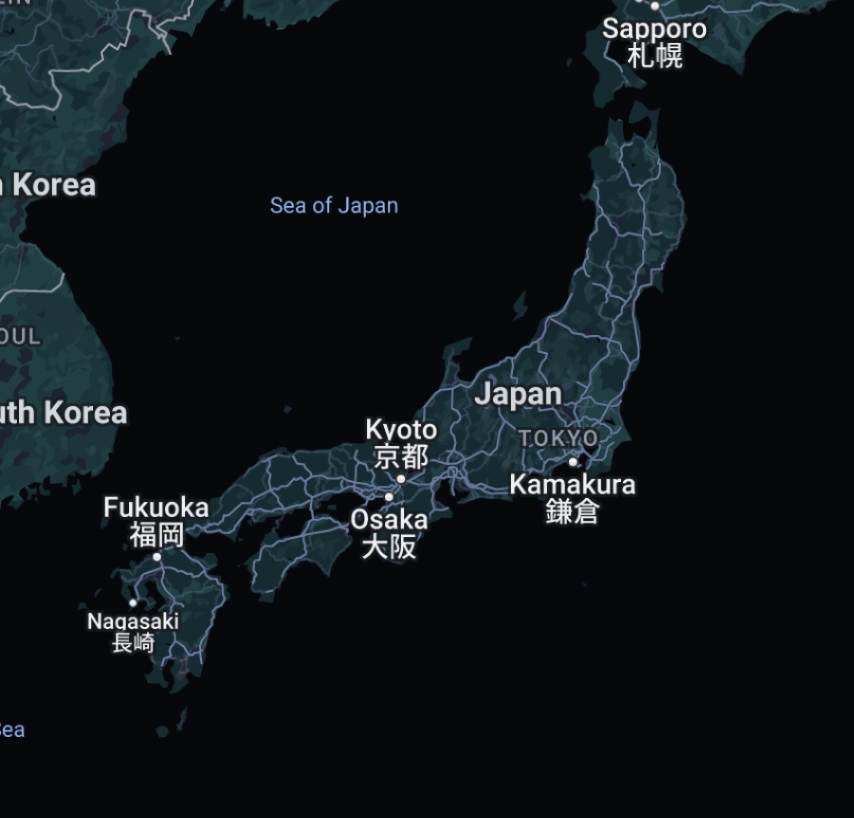 LIN
Sapporo
札幌
Korea
Sea of Japan
OUL
Japan
uth Korea
Kyoto
京都
TOKYO
Kamakura
鎌倉
Fukuoka
福岡
Osaka
大阪
Nagasaki
長崎
Sea